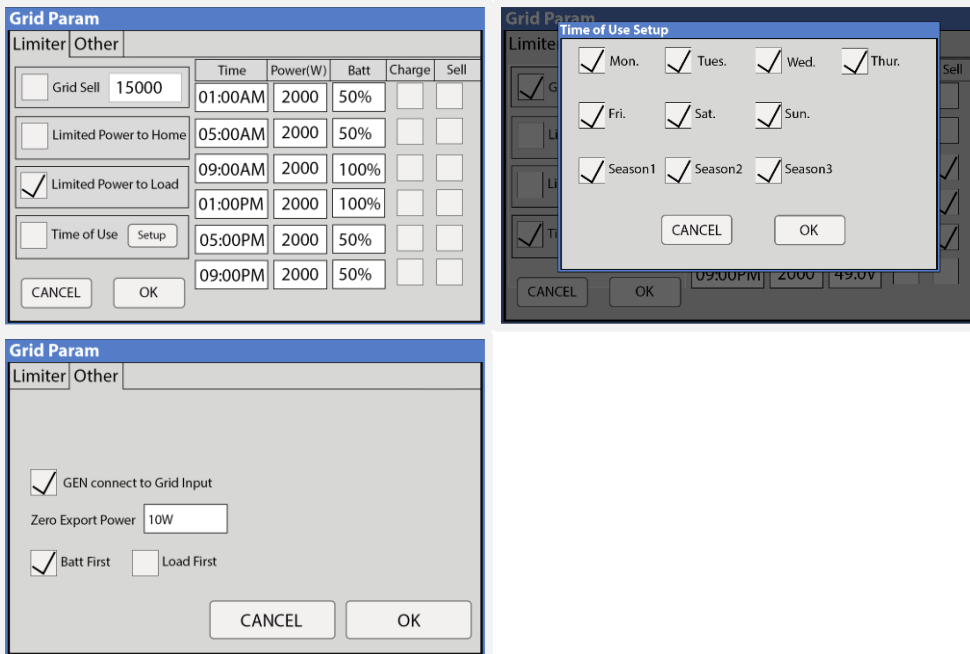 Grid Param
Limiter Other
Time Power(W) Batt Charge Sell
Grid Sell 15000
01:00AM 2000 50%
Limited Power to Home 05:00AM 2000 50%
09:00AM 2000 100%
Limited Power to Load
01:00PM 2000 100%
Time of Use Setup
05:00PM 2000 50%
09:00PM 2000 50%
CANCEL OK
Grid Param
Time of Use Setup
Mon. Tues. Wed. Thur.
Sell
Fri. Sat. Sun.
Season1 Season2 Season3
CANCEL OK
09:00PM 2000 49.0V
CANCEL OK
Grid Param
Limiter Other
GEN connect to Grid Input
Zero Export Power 10W
Batt First Load First
CANCEL OK